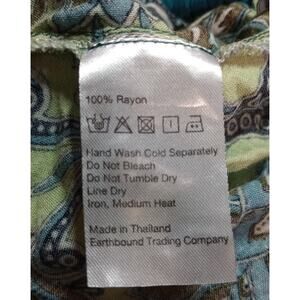 100% Rayon
Hand Wash Cold Separately
Do Not Bleach
Do Not Tumble Dry
Line Dry
Iron, Medium Heat
Made in Thailand
Earthbound Trading Company